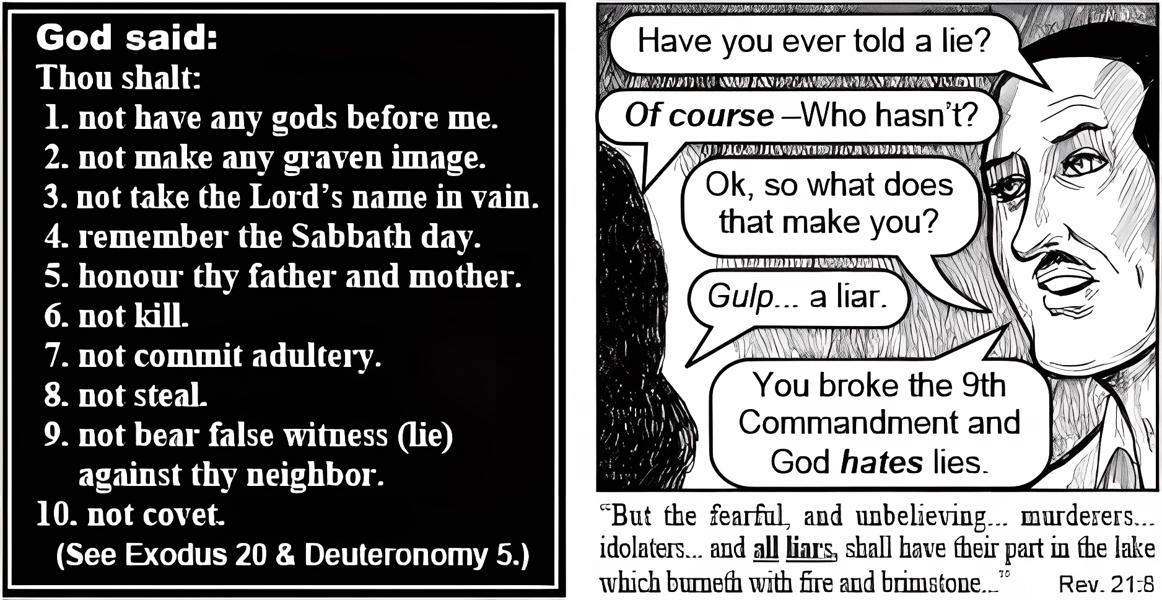 God said:
Thou shalt:
1. not have any gods before me.
2. not make any graven image.
3. not take the Lord's name in vain.
4. remember the Sabbath day.
5. honour thy father and mother.
6. not kill.
7. not commit adultery.
8. not steal.
9. not bear false witness (lie)
against thy neighbor.
10. not covet.
(See Exodus 20 & Deuteronomy 5.)
Have you ever told a lie?
Of course –Who hasn't?
Ok, so what does
that make you?
Gulp... a liar.
You broke the 9th
Commandment and
God hates lies.
"But the fearful, and unbelieving... murderers...
idolaters... and all liars, shall have their part in the lake
which burneth with fire and brimstone..." Rev. 21:8